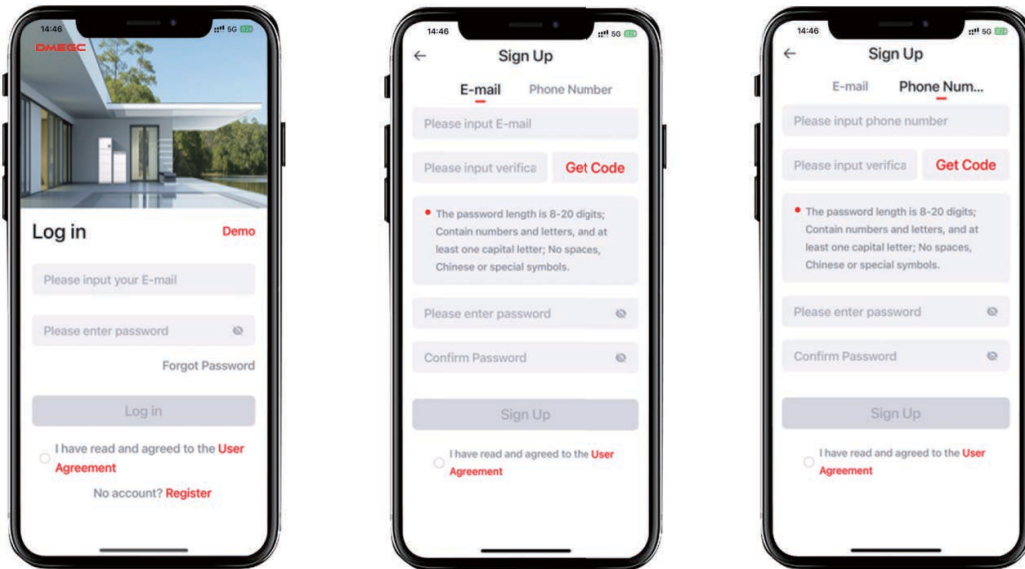 14:46
5G
DMEGC
Log in
Demo
Please input your E-mail
Please enter password
Forgot Password
Log in
I have read and agreed to the User
Agreement
No account? Register
14:46
5G
Sign Up
E-mail Phone Number
Please input E-mail
Please input verifica Get Code
The password length is 8-20 digits;
Contain numbers and letters, and at
least one capital letter; No spaces,
Chinese or special symbols.
Please enter password
Confirm Password
Sign Up
I have read and agreed to the User
Agreement
14:46
5G
Sign Up
E-mail Phone Num...
Please input phone number
Please input verifica Get Code
The password length is 8-20 digits;
Contain numbers and letters, and at
least one capital letter; No spaces,
Chinese or special symbols.
Please enter password
Confirm Password
Sign Up
I have read and agreed to the User
Agreement